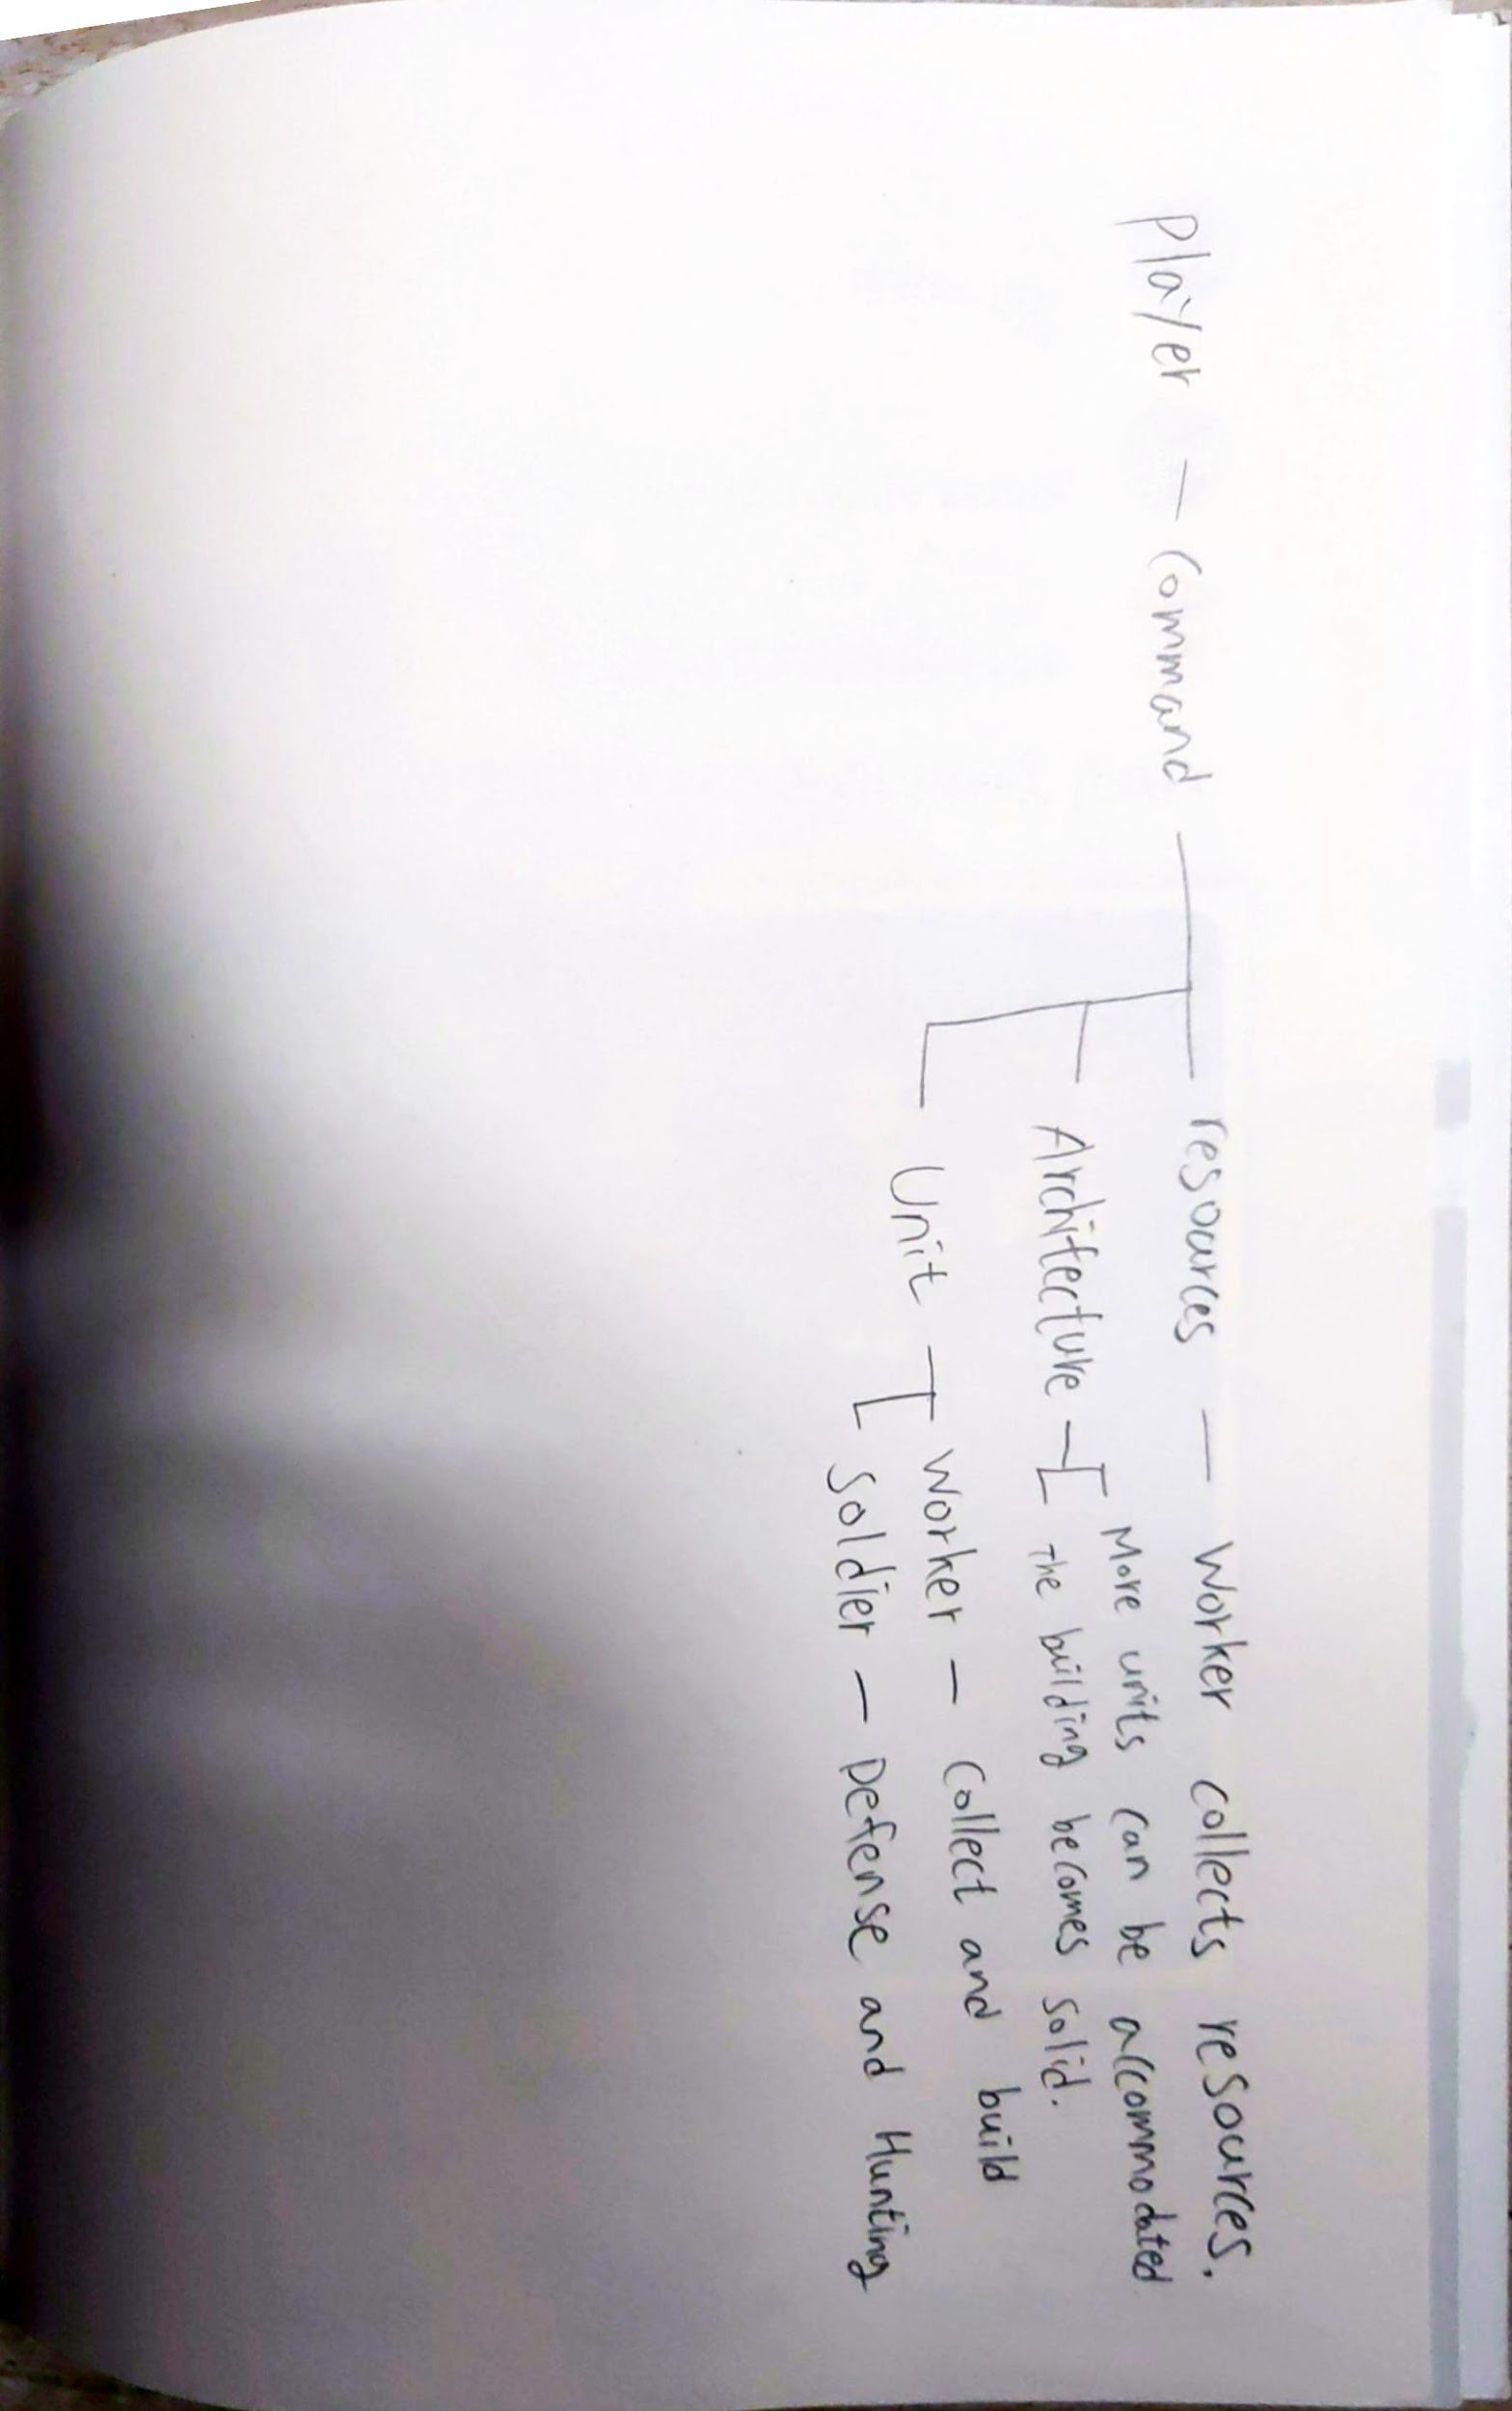 Player — command — resources — worker collects resources.
Architecture — More units can be accommodated
The building becomes solid.
Unit — worker — collect and build
soldier — Defense and Hunting